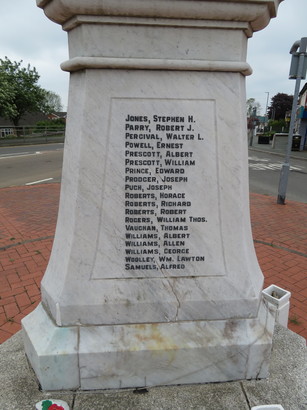 JONES, STEPHEN H.
PARRY, ROBERT J.
PERCIVAL, WALTER L.
POWELL, ERNEST
PRESCOTT, ALBERT
PRESCOTT, WILLIAM
PRINCE, EDWARD
PROCTER, JOSEPH
PUGH, JOSEPH
ROBERTS, HORACE
ROBERTS, RICHARD
ROBERTS, ROBERT
ROGERS, WILLIAM THOS.
VAUGHAN, THOMAS
WILLIAMS, ALBERT
WILLIAMS, ALLEN
WILLIAMS, GEORGE
WOOLLEY, WM. LAWTON
SAMUELS, ALFRED